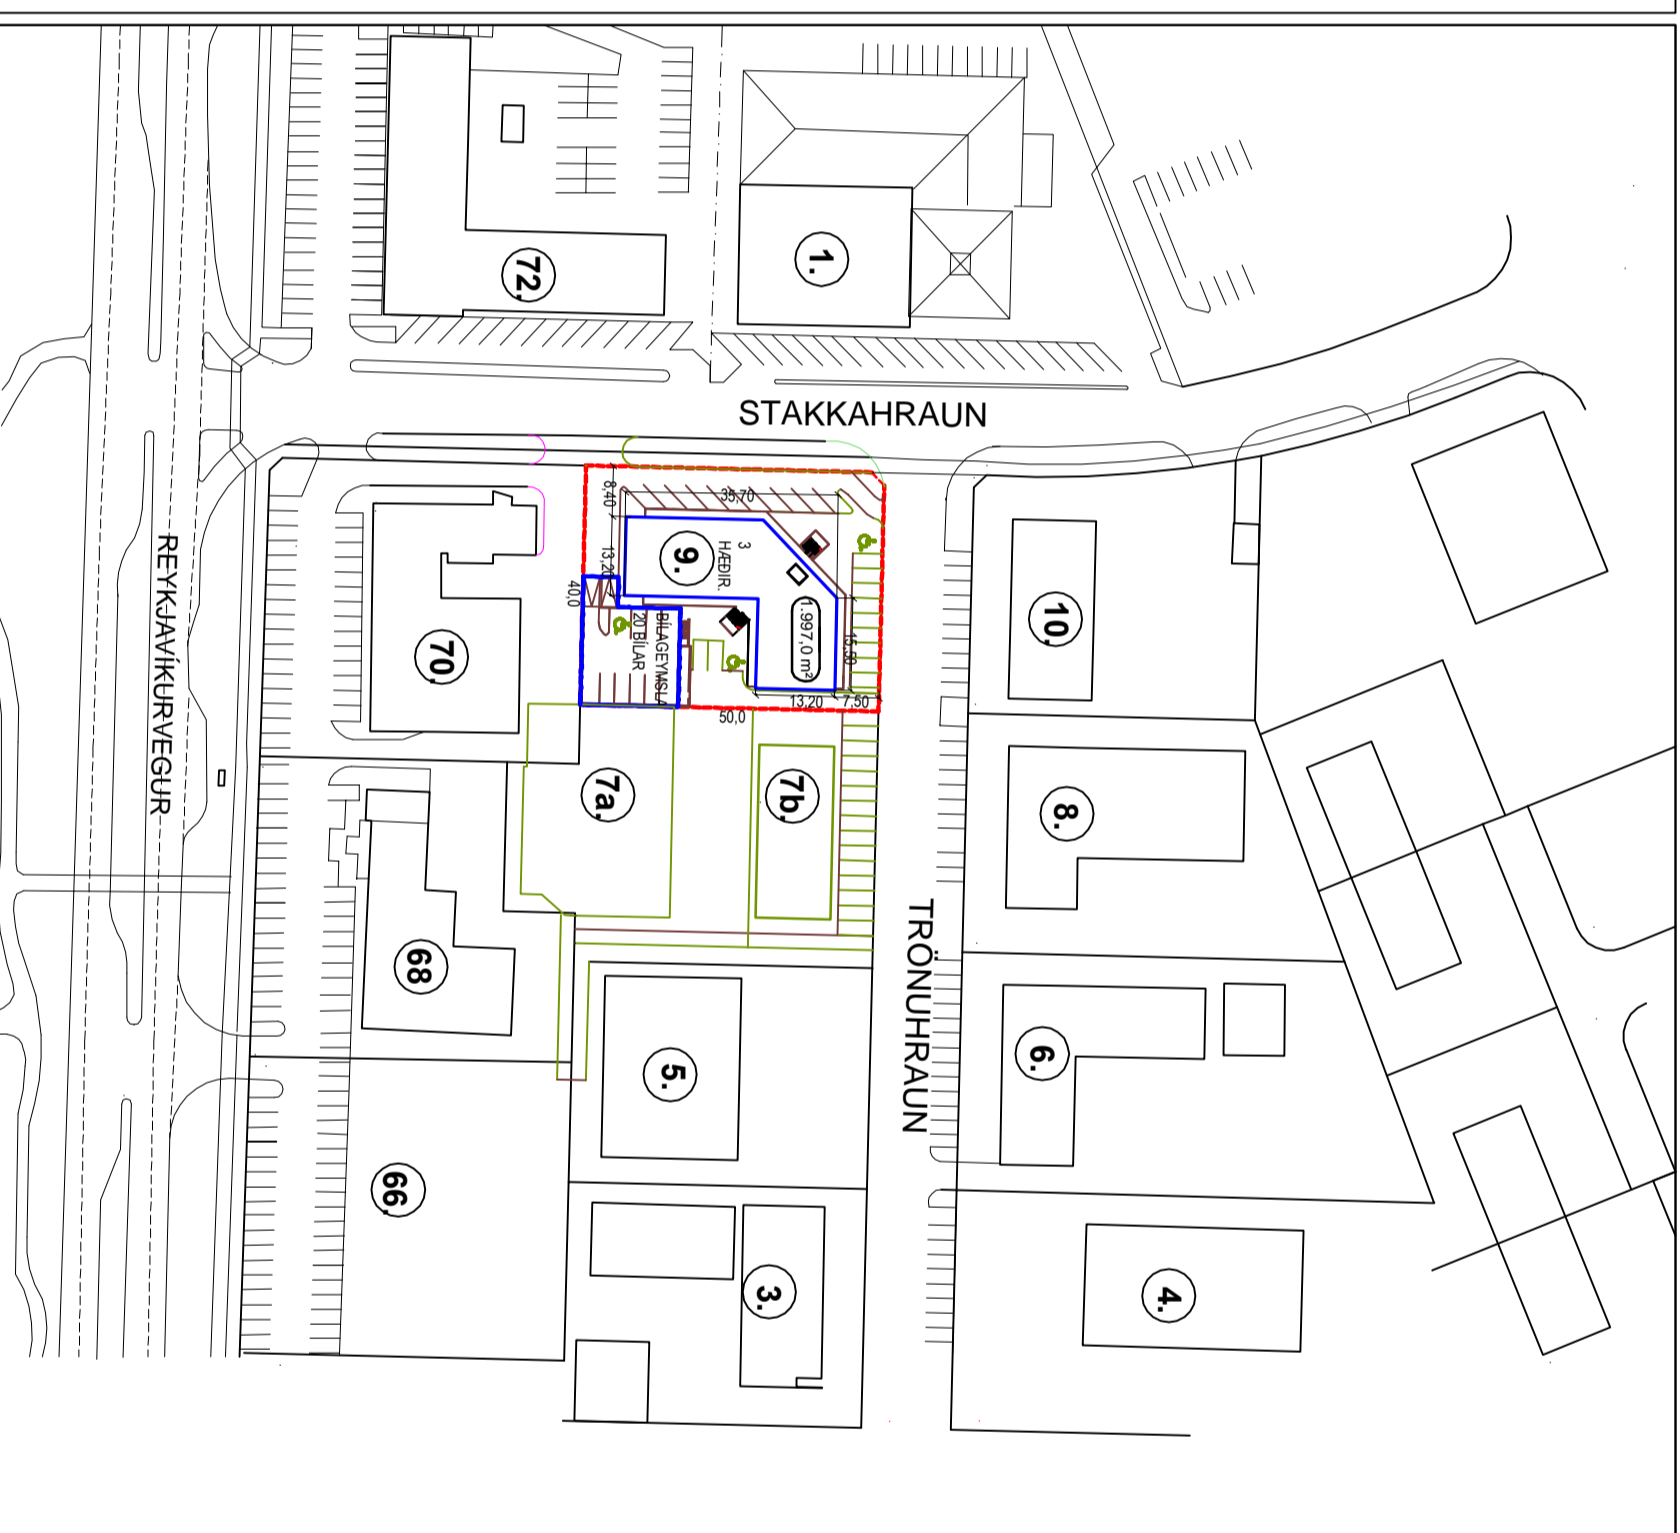 72.
1.
STAKKAHRAUN
8,40
35,70
9.
3
HÆÐIR.
13,20
40,0
1.997,0 m²
15,50
BÍLAGEYMSLA
20 BÍLAR
13,20
7,50
50,0
10,
70,
REYKJAVÍKURVEGUR
7a.
7b,
8.
68
TRÖNUHRAUN
5.
6.
66.
3.
4.